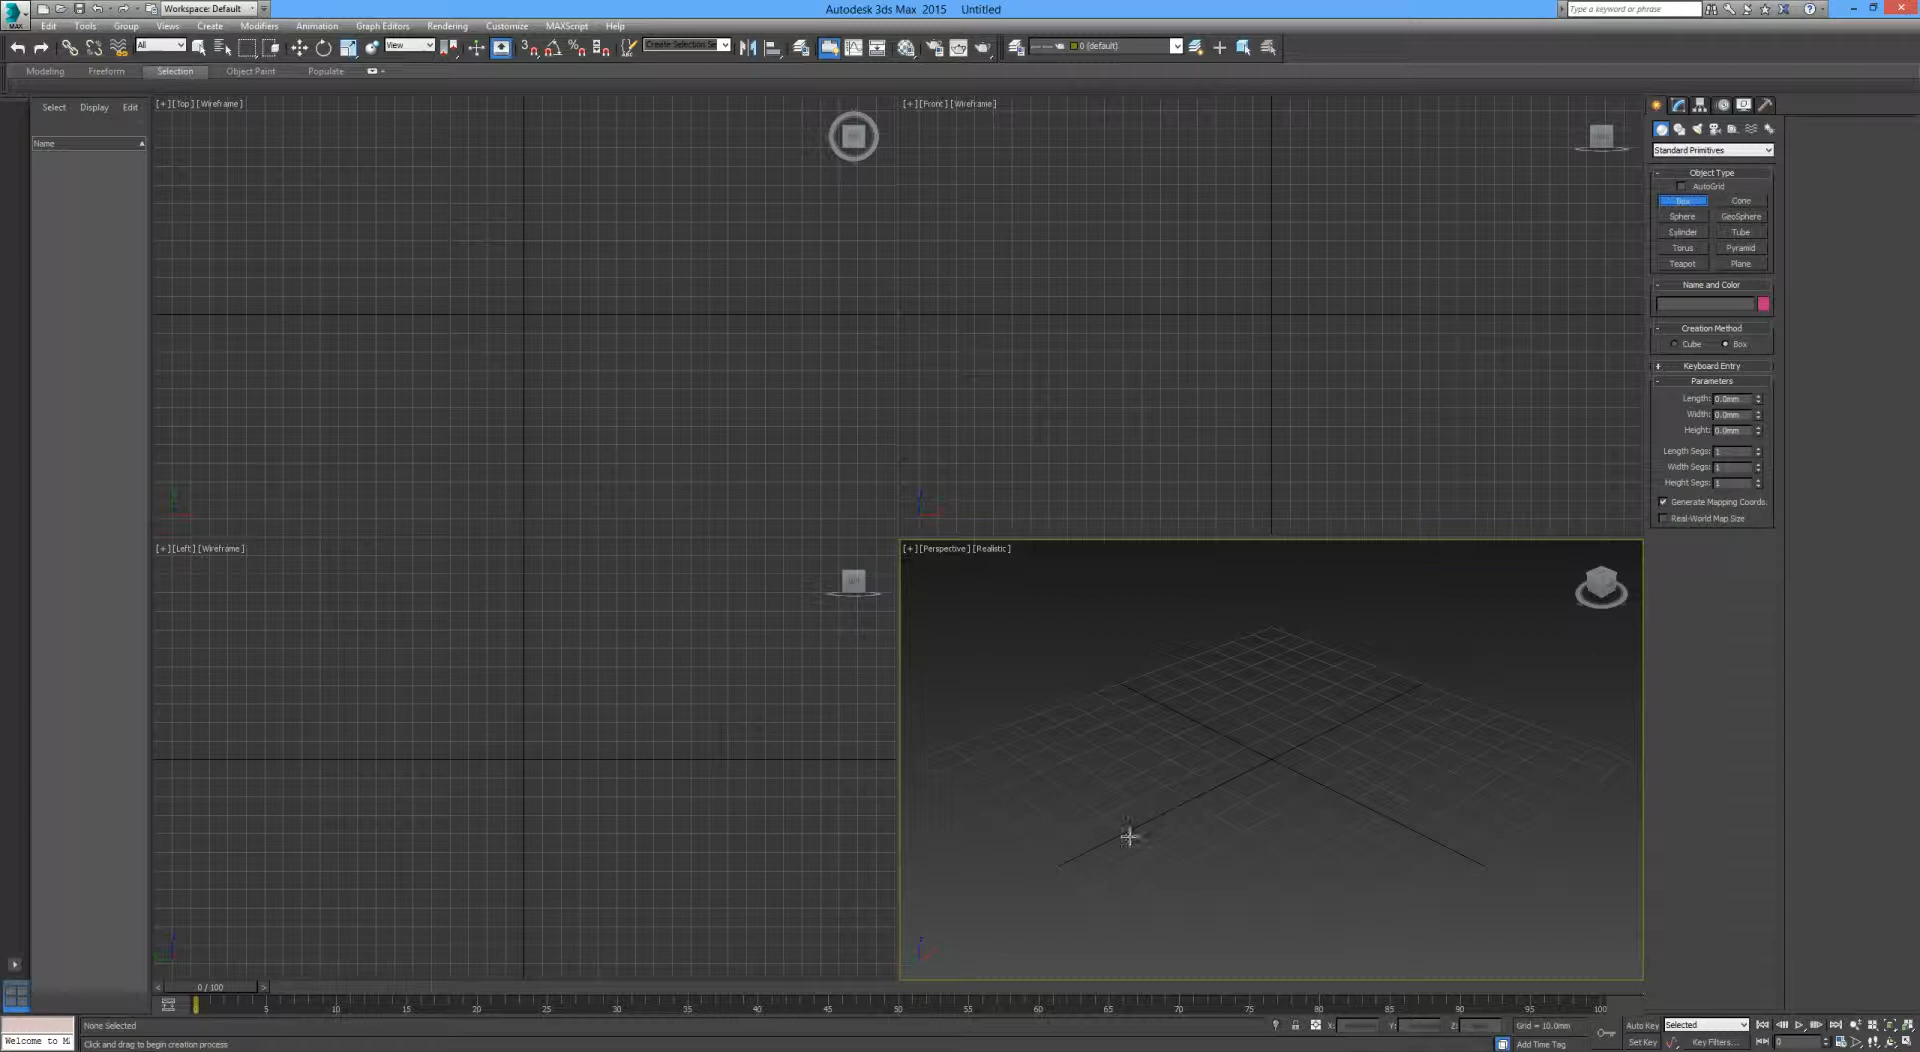 Workspace: Default
Autodesk 3ds Max 2015 Untitled
Type a keyword or phrase
MAX
Edit Tools Group Views Create Modifiers Animation Graph Editors Rendering Customize MAXScript Help
All
View
Create Selection Se
0 (default)
Modeling Freeform Selection Object Paint Populate
Select Display Edit
Name
[+] [Top] [Wireframe]
[+] [Front] [Wireframe]
[+] [Left] [Wireframe]
[+] [Perspective] [Realistic]
Standard Primitives
- Object Type
AutoGrid
Box Cone
Sphere GeoSphere
Cylinder Tube
Torus Pyramid
Teapot Plane
- Name and Color
- Creation Method
Cube Box
+ Keyboard Entry
- Parameters
Length: 0.0mm
Width: 0.0mm
Height: 0.0mm
Length Segs: 1
Width Segs: 1
Height Segs: 1
Generate Mapping Coords.
Real-World Map Size
< 0 / 100 >
5 10 15 20 25 30 35 40 45 50 55 60 65 70 75 80 85 90 95 100
None Selected
X: Y: Z: Grid = 10.0mm
Auto Key Selected
Welcome to M
Click and drag to begin creation process
Add Time Tag
Set Key Key Filters... 0